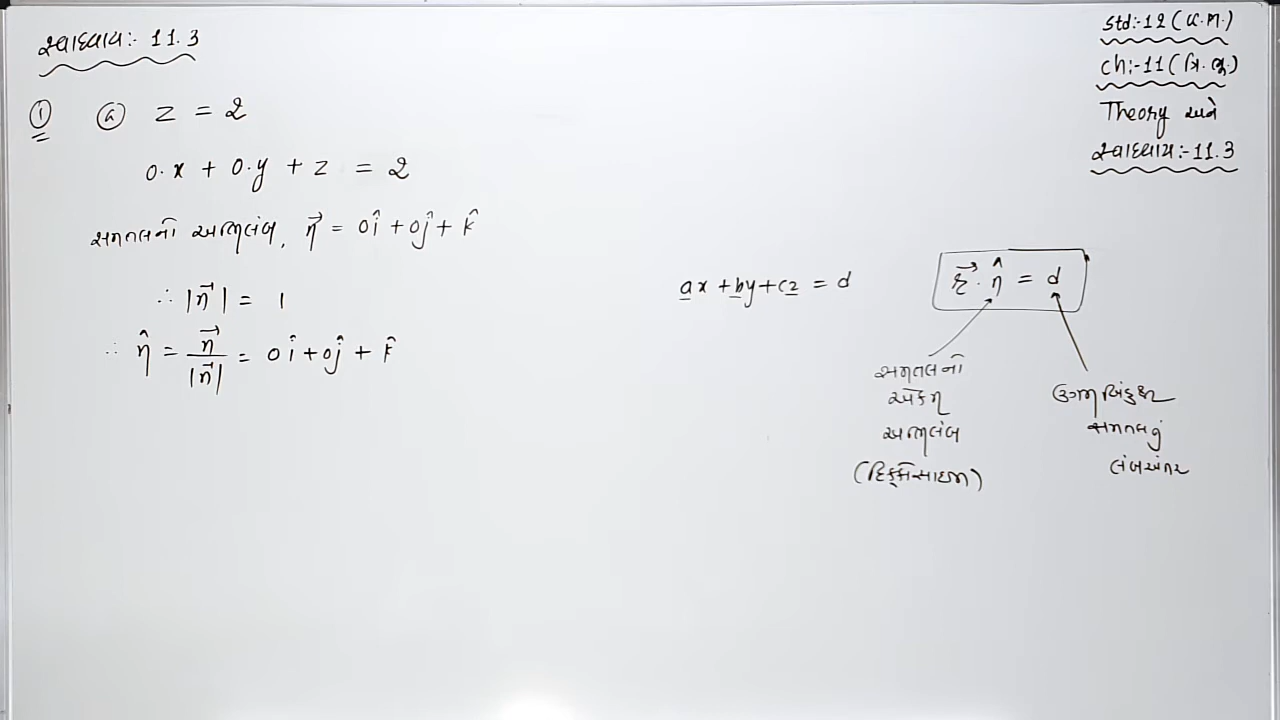 સ્વાધ્યાય:- 11.3
① ⓐ z = 2
0·x + 0·y + z = 2
સમતલનો અભિલંબ, n⃗ = 0î + 0ĵ + k̂
∴ |n⃗| = 1
∴ n̂ = n⃗ / |n⃗| = 0î + 0ĵ + k̂
ax + by + cz = d
r⃗ · n̂ = d
સમતલનો
એકમ
અભિલંબ
(દિક્કોસાઇન)
ઉગમબિંદુથી
સમતલનું
લંબઅંતર
Std:-12 (વ.મ.)
ch:-11 (ત્રિ.ભૂ.)
Theory અને
સ્વાધ્યાય:-11.3